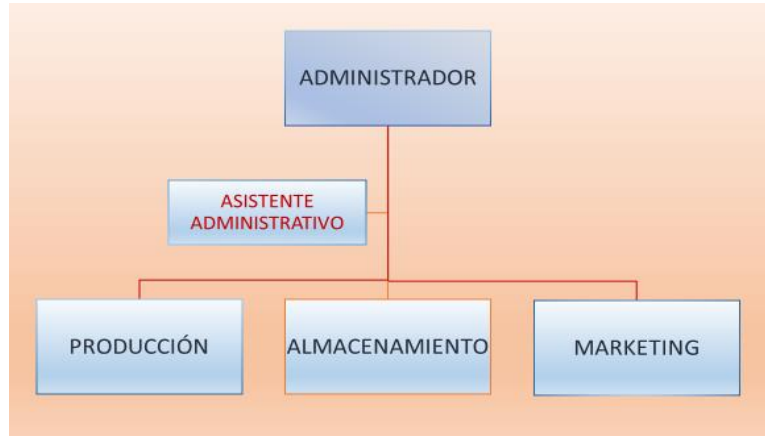 ADMINISTRADOR
ASISTENTE
ADMINISTRATIVO
PRODUCCIÓN
ALMACENAMIENTO
MARKETING